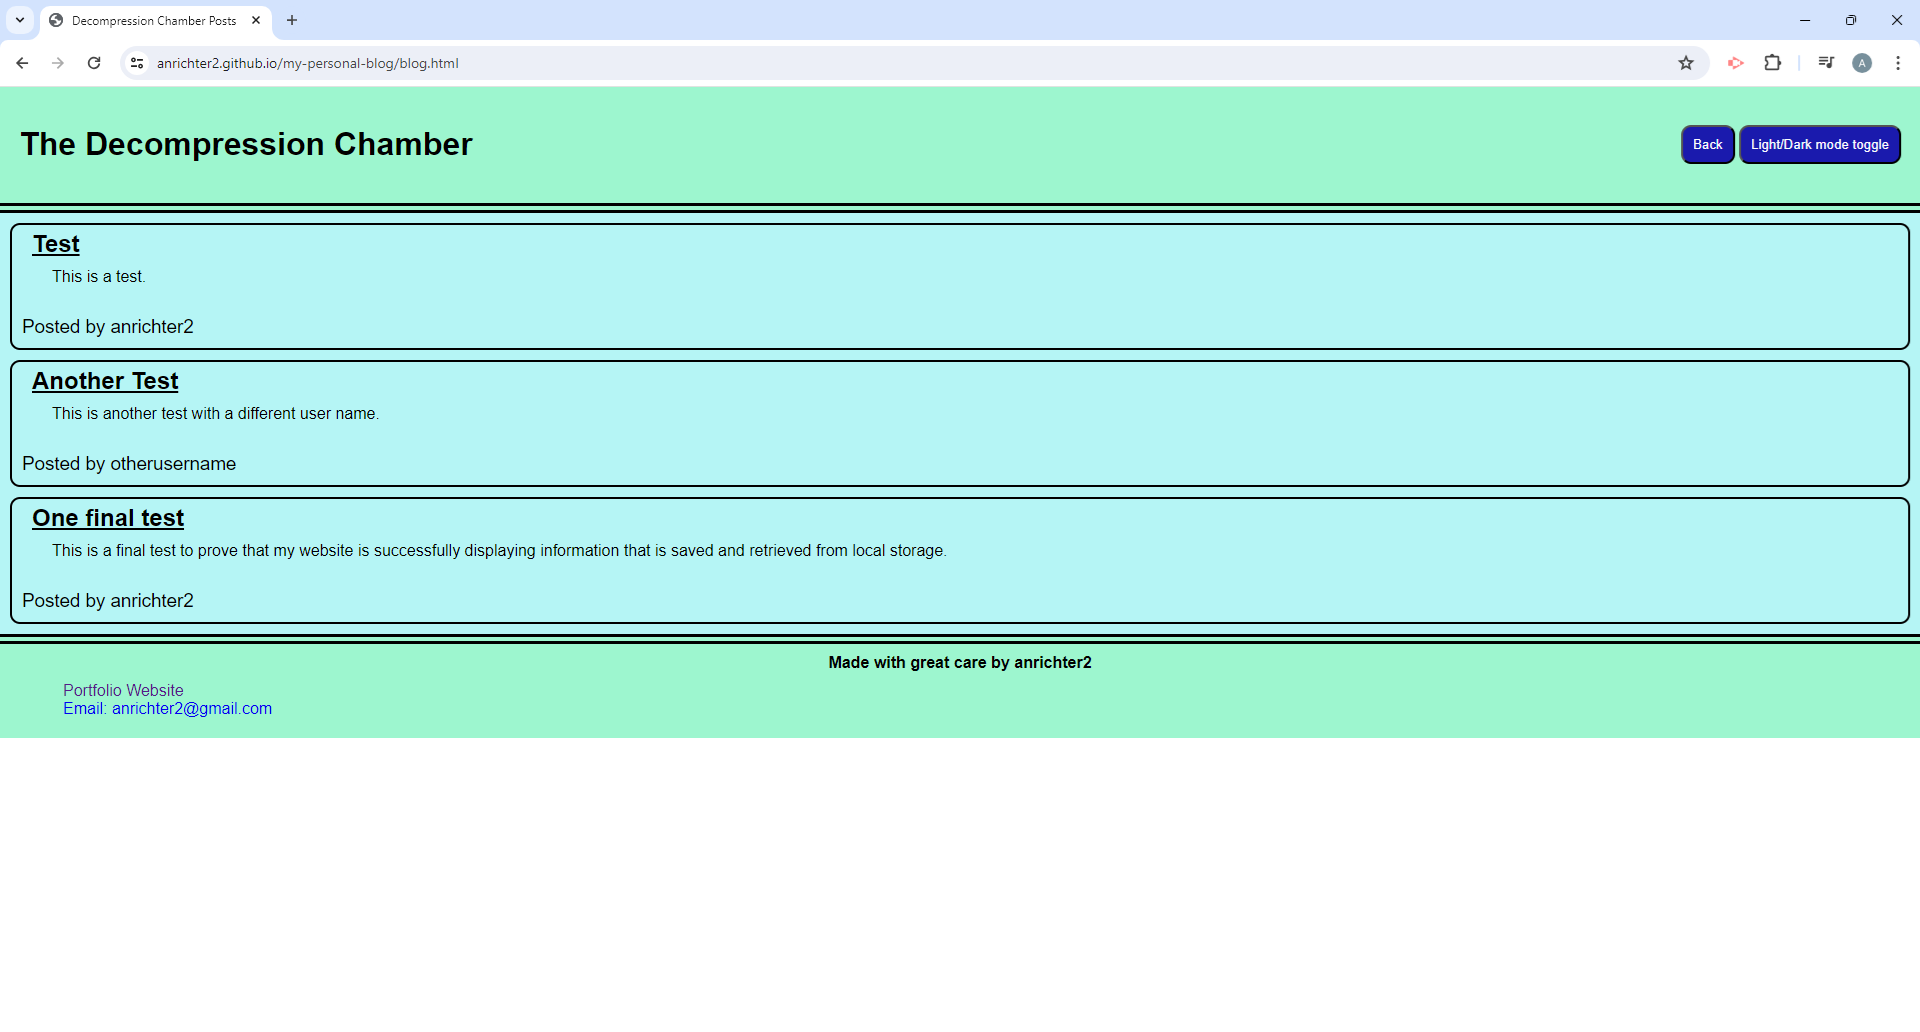 Decompression Chamber Posts
anrichter2.github.io/my-personal-blog/blog.html
A
The Decompression Chamber
Back
Light/Dark mode toggle
Test
This is a test.
Posted by anrichter2
Another Test
This is another test with a different user name.
Posted by otherusername
One final test
This is a final test to prove that my website is successfully displaying information that is saved and retrieved from local storage.
Posted by anrichter2
Made with great care by anrichter2
Portfolio Website
Email: anrichter2@gmail.com